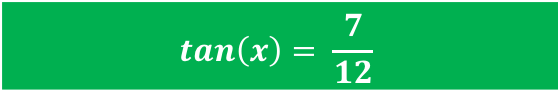 tan(x) = 7/12